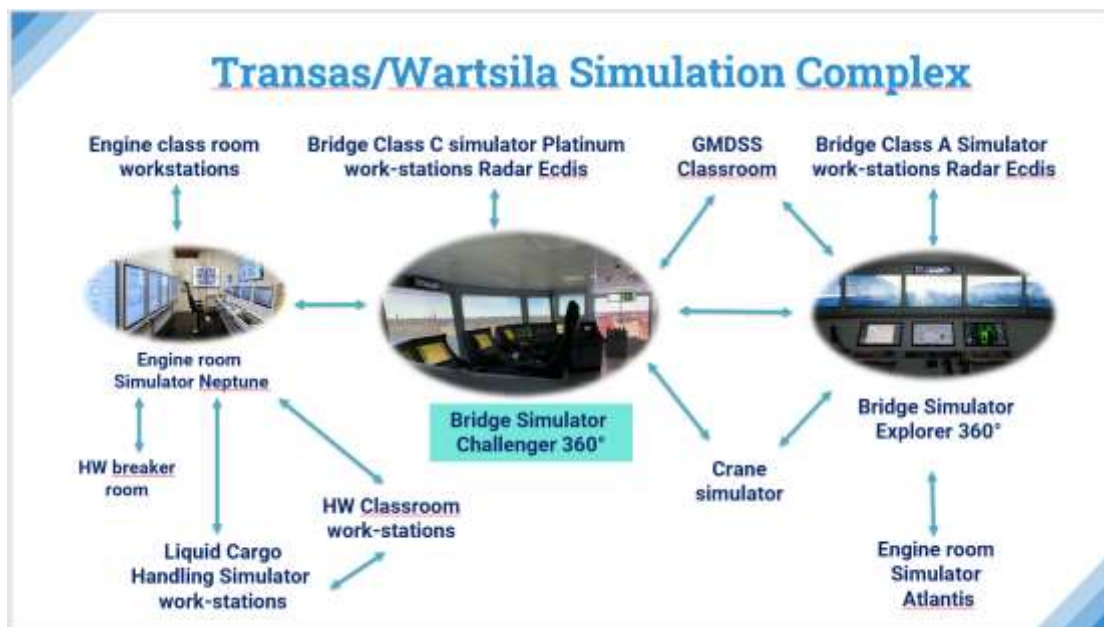 Transas/Wartsila Simulation Complex
Engine class room
workstations
Bridge Class C simulator Platinum
work-stations Radar Ecdis
GMDSS
Classroom
Bridge Class A Simulator
work-stations Radar Ecdis
Engine room
Simulator Neptune
Bridge Simulator
Challenger 360°
Bridge Simulator
Explorer 360°
HW breaker
room
HW Classroom
work-stations
Crane
simulator
Liquid Cargo
Handling Simulator
work-stations
Engine room
Simulator
Atlantis